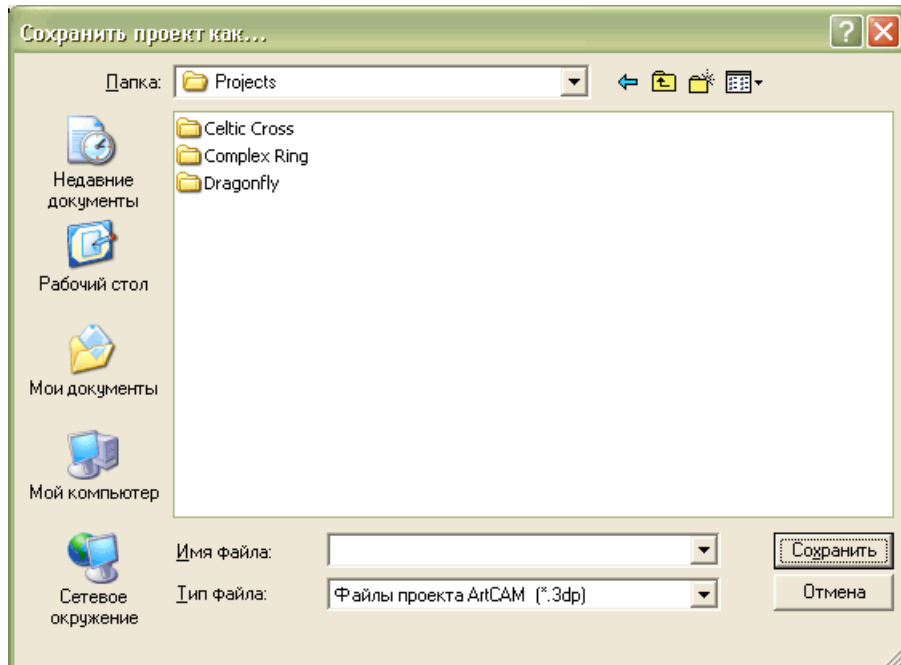 Сохранить проект как...
Папка:
Projects
Celtic Cross
Complex Ring
Dragonfly
Недавние
документы
Рабочий стол
Мои документы
Мой компьютер
Сетевое
окружение
Имя файла:
Сохранить
Тип файла:
Файлы проекта ArtCAM (*.3dp)
Отмена